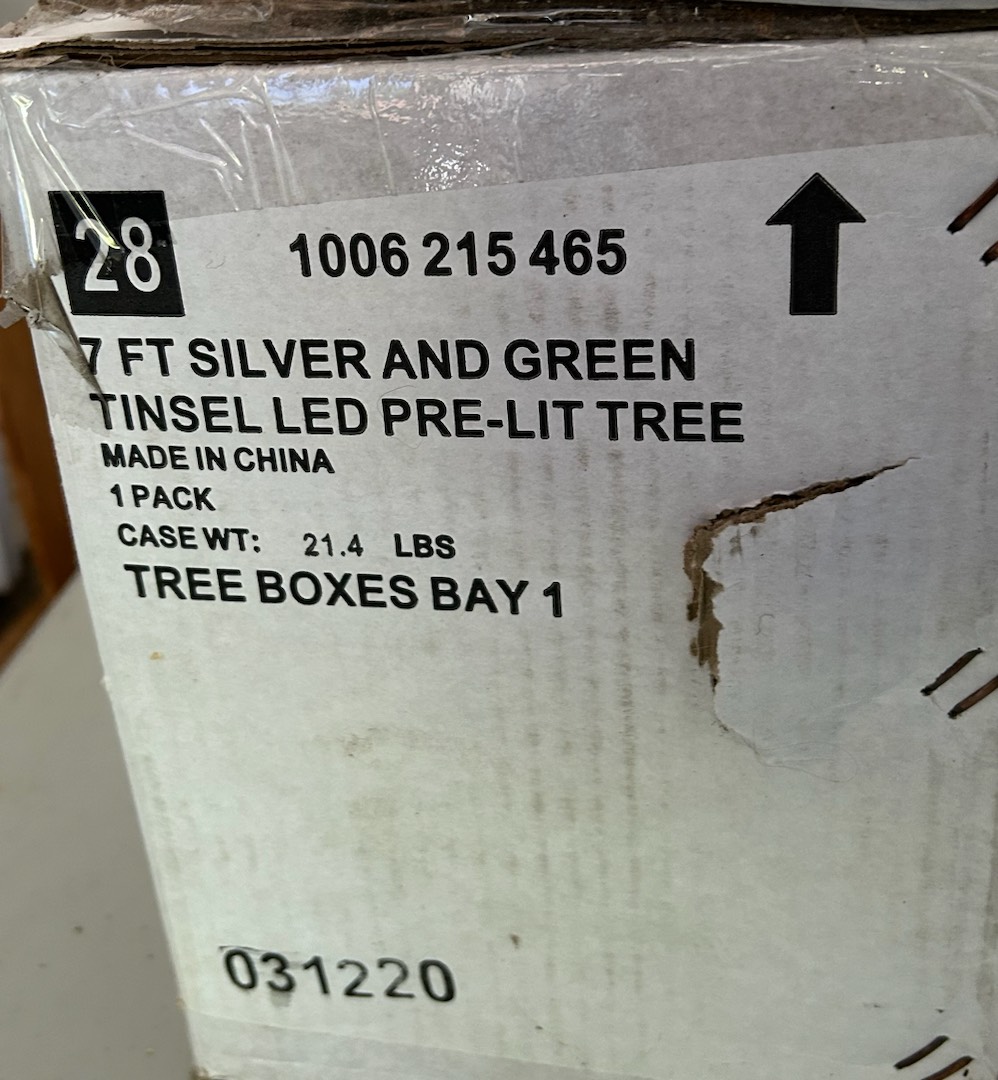 28 1006 215 465
7 FT SILVER AND GREEN
TINSEL LED PRE-LIT TREE
MADE IN CHINA
1 PACK
CASE WT: 21.4 LBS
TREE BOXES BAY 1
031220